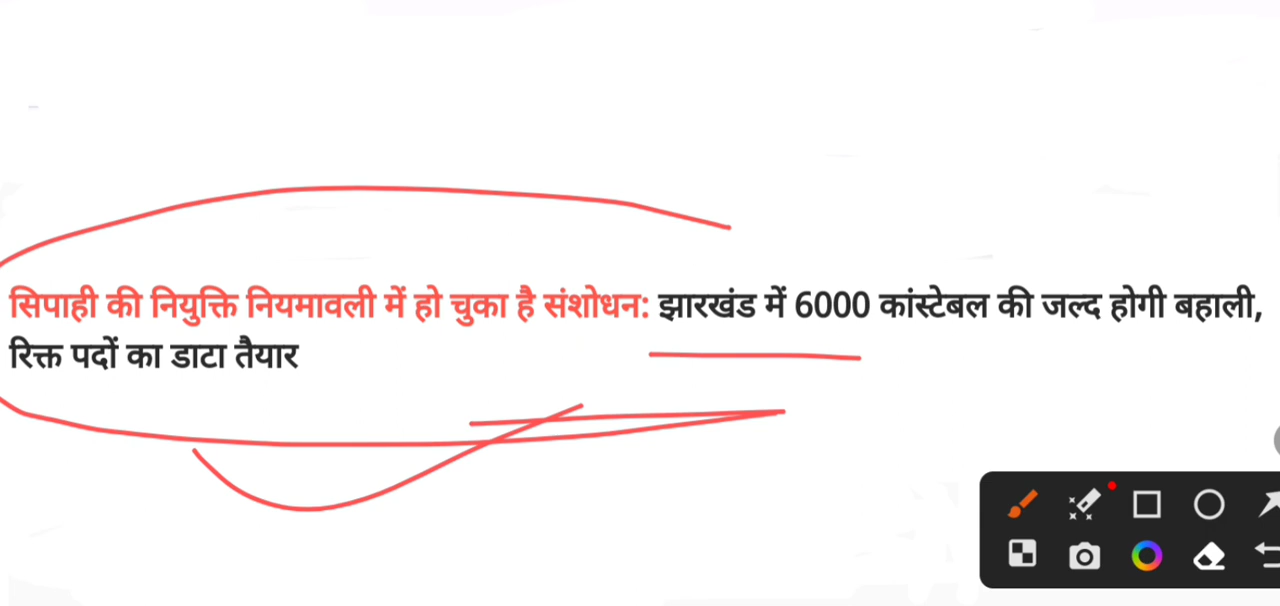 सिपाही की नियुक्ति नियमावली में हो चुका है संशोधन: झारखंड में 6000 कांस्टेबल की जल्द होगी बहाली,
रिक्त पदों का डाटा तैयार